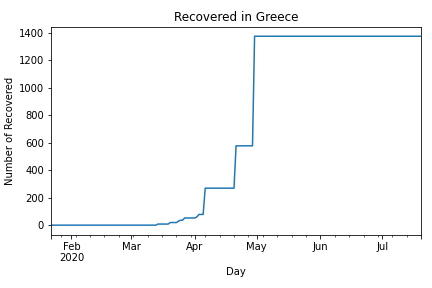 Recovered in Greece
Number of Recovered
1400
1200
1000
800
600
400
200
0
Feb
2020
Mar
Apr
May
Jun
Jul
Day